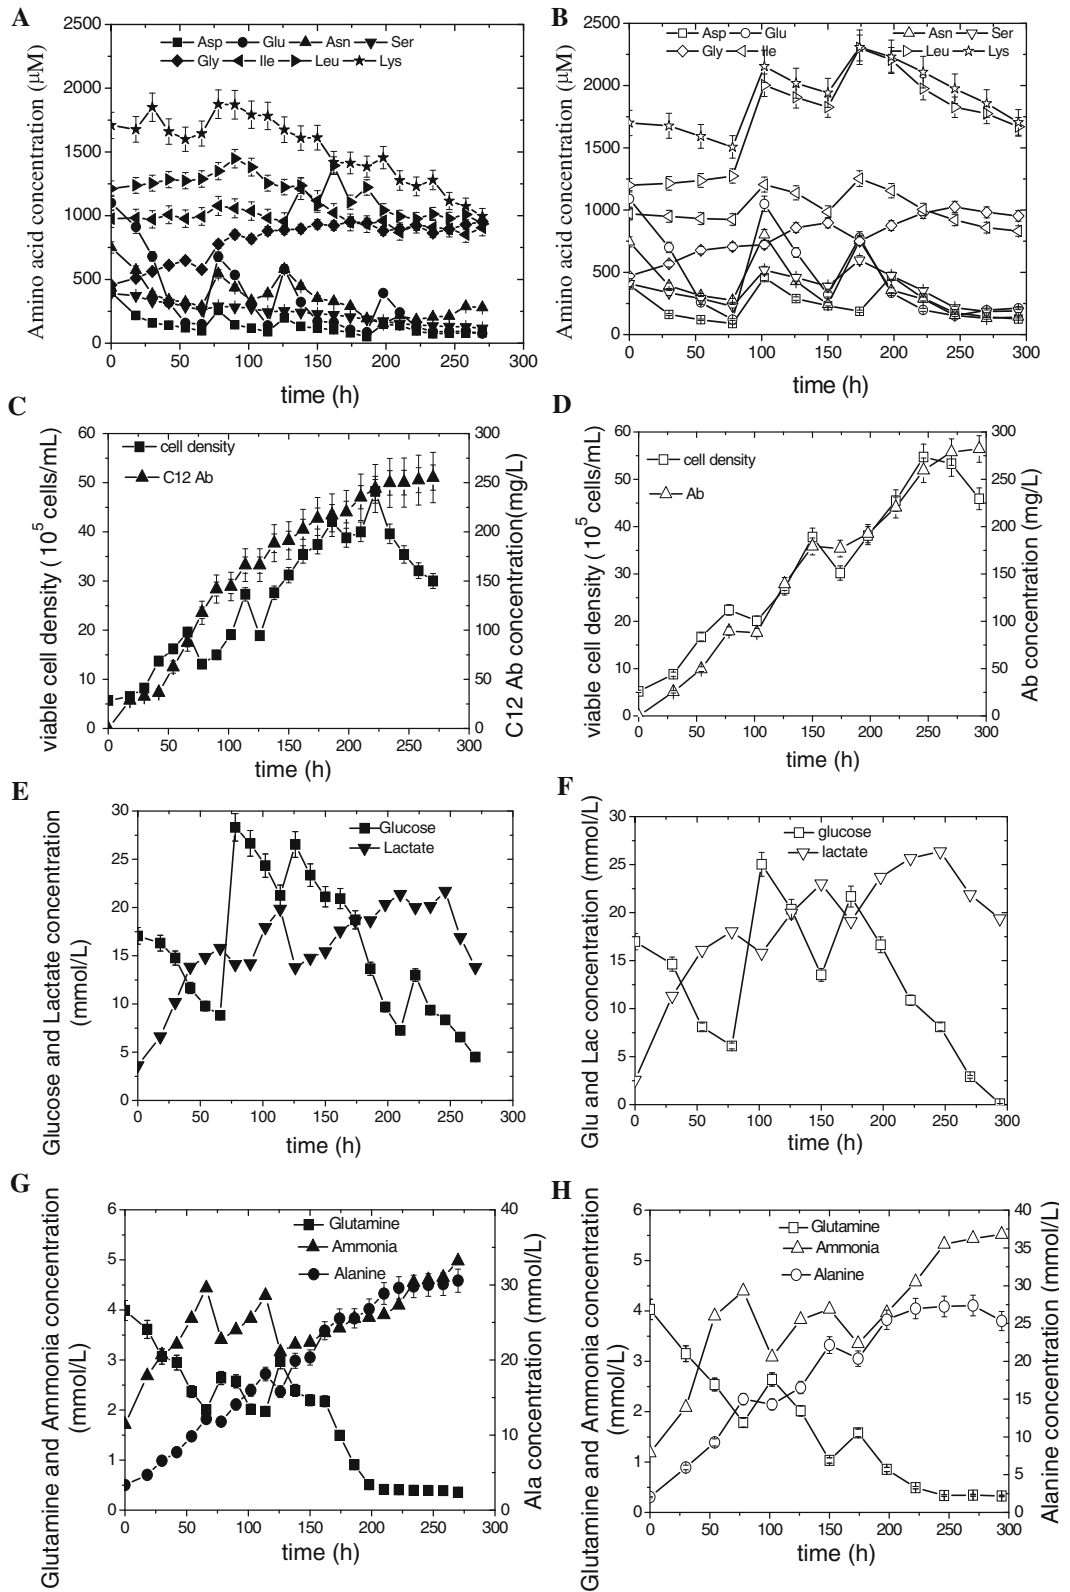 A
Amino acid concentration (μM)
2500
2000
1500
1000
500
0
Asp Glu Asn Ser
Gly Ile Leu Lys
0 50 100 150 200 250 300
time (h)
B
Amino acid concentration (μM)
2500
2000
1500
1000
500
0
Asp Glu Asn Ser
Gly Ile Leu Lys
0 50 100 150 200 250 300
time (h)
C
viable cell density ( 10^5 cells/mL)
60
50
40
30
20
10
0
cell density
C12 Ab
300
250
200
150
100
50
0
C12 Ab concentration(mg/L)
0 50 100 150 200 250 300
time (h)
D
viable cell density ( 10^5 cells/mL)
60
50
40
30
20
10
0
cell density
Ab
300
250
200
150
100
50
0
Ab concentration (mg/L)
0 50 100 150 200 250 300
time (h)
E
Glucose and Lactate concentration
(mmol/L)
30
25
20
15
10
5
0
Glucose
Lactate
0 50 100 150 200 250 300
time (h)
F
Glu and Lac concentration (mmol/L)
30
25
20
15
10
5
0
glucose
lactate
0 50 100 150 200 250 300
time (h)
G
Glutamine and Ammonia concentration
(mmol/L)
6
5
4
3
2
1
0
Glutamine
Ammonia
Alanine
40
30
20
10
0
Ala concentration (mmol/L)
0 50 100 150 200 250 300
time (h)
H
Glutamine and Ammonia concentration
(mmol/L)
6
5
4
3
2
1
0
Glutamine
Ammonia
Alanine
40
35
30
25
20
15
10
5
0
Alanine concentration (mmol/L)
0 50 100 150 200 250 300
time (h)